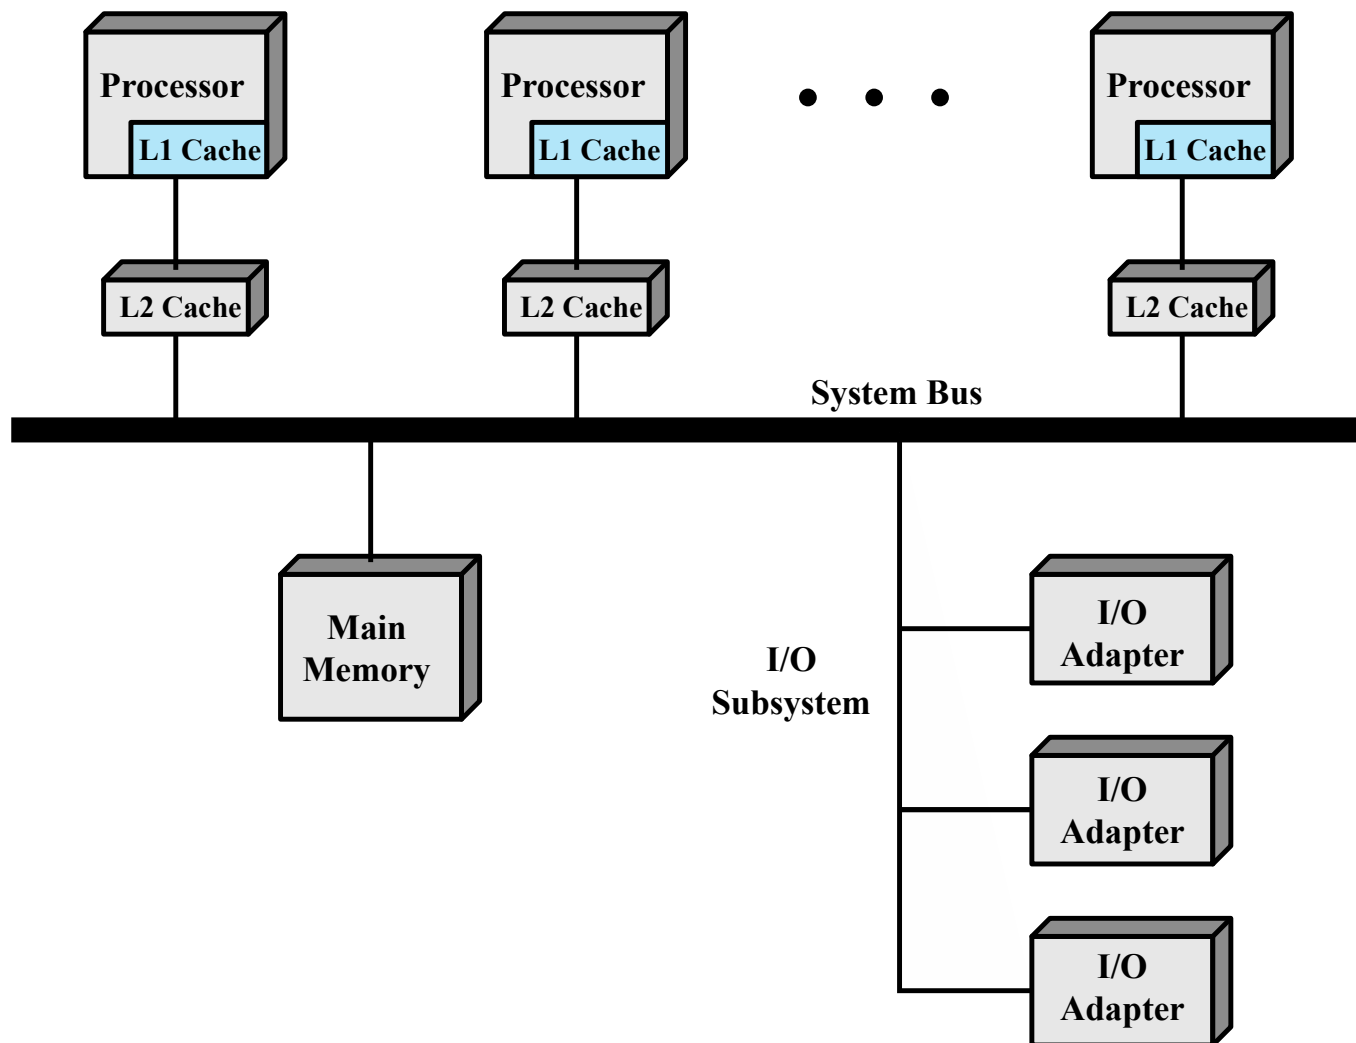 Processor
L1 Cache
Processor
L1 Cache
Processor
L1 Cache
L2 Cache
L2 Cache
L2 Cache
System Bus
Main
Memory
I/O
Subsystem
I/O
Adapter
I/O
Adapter
I/O
Adapter